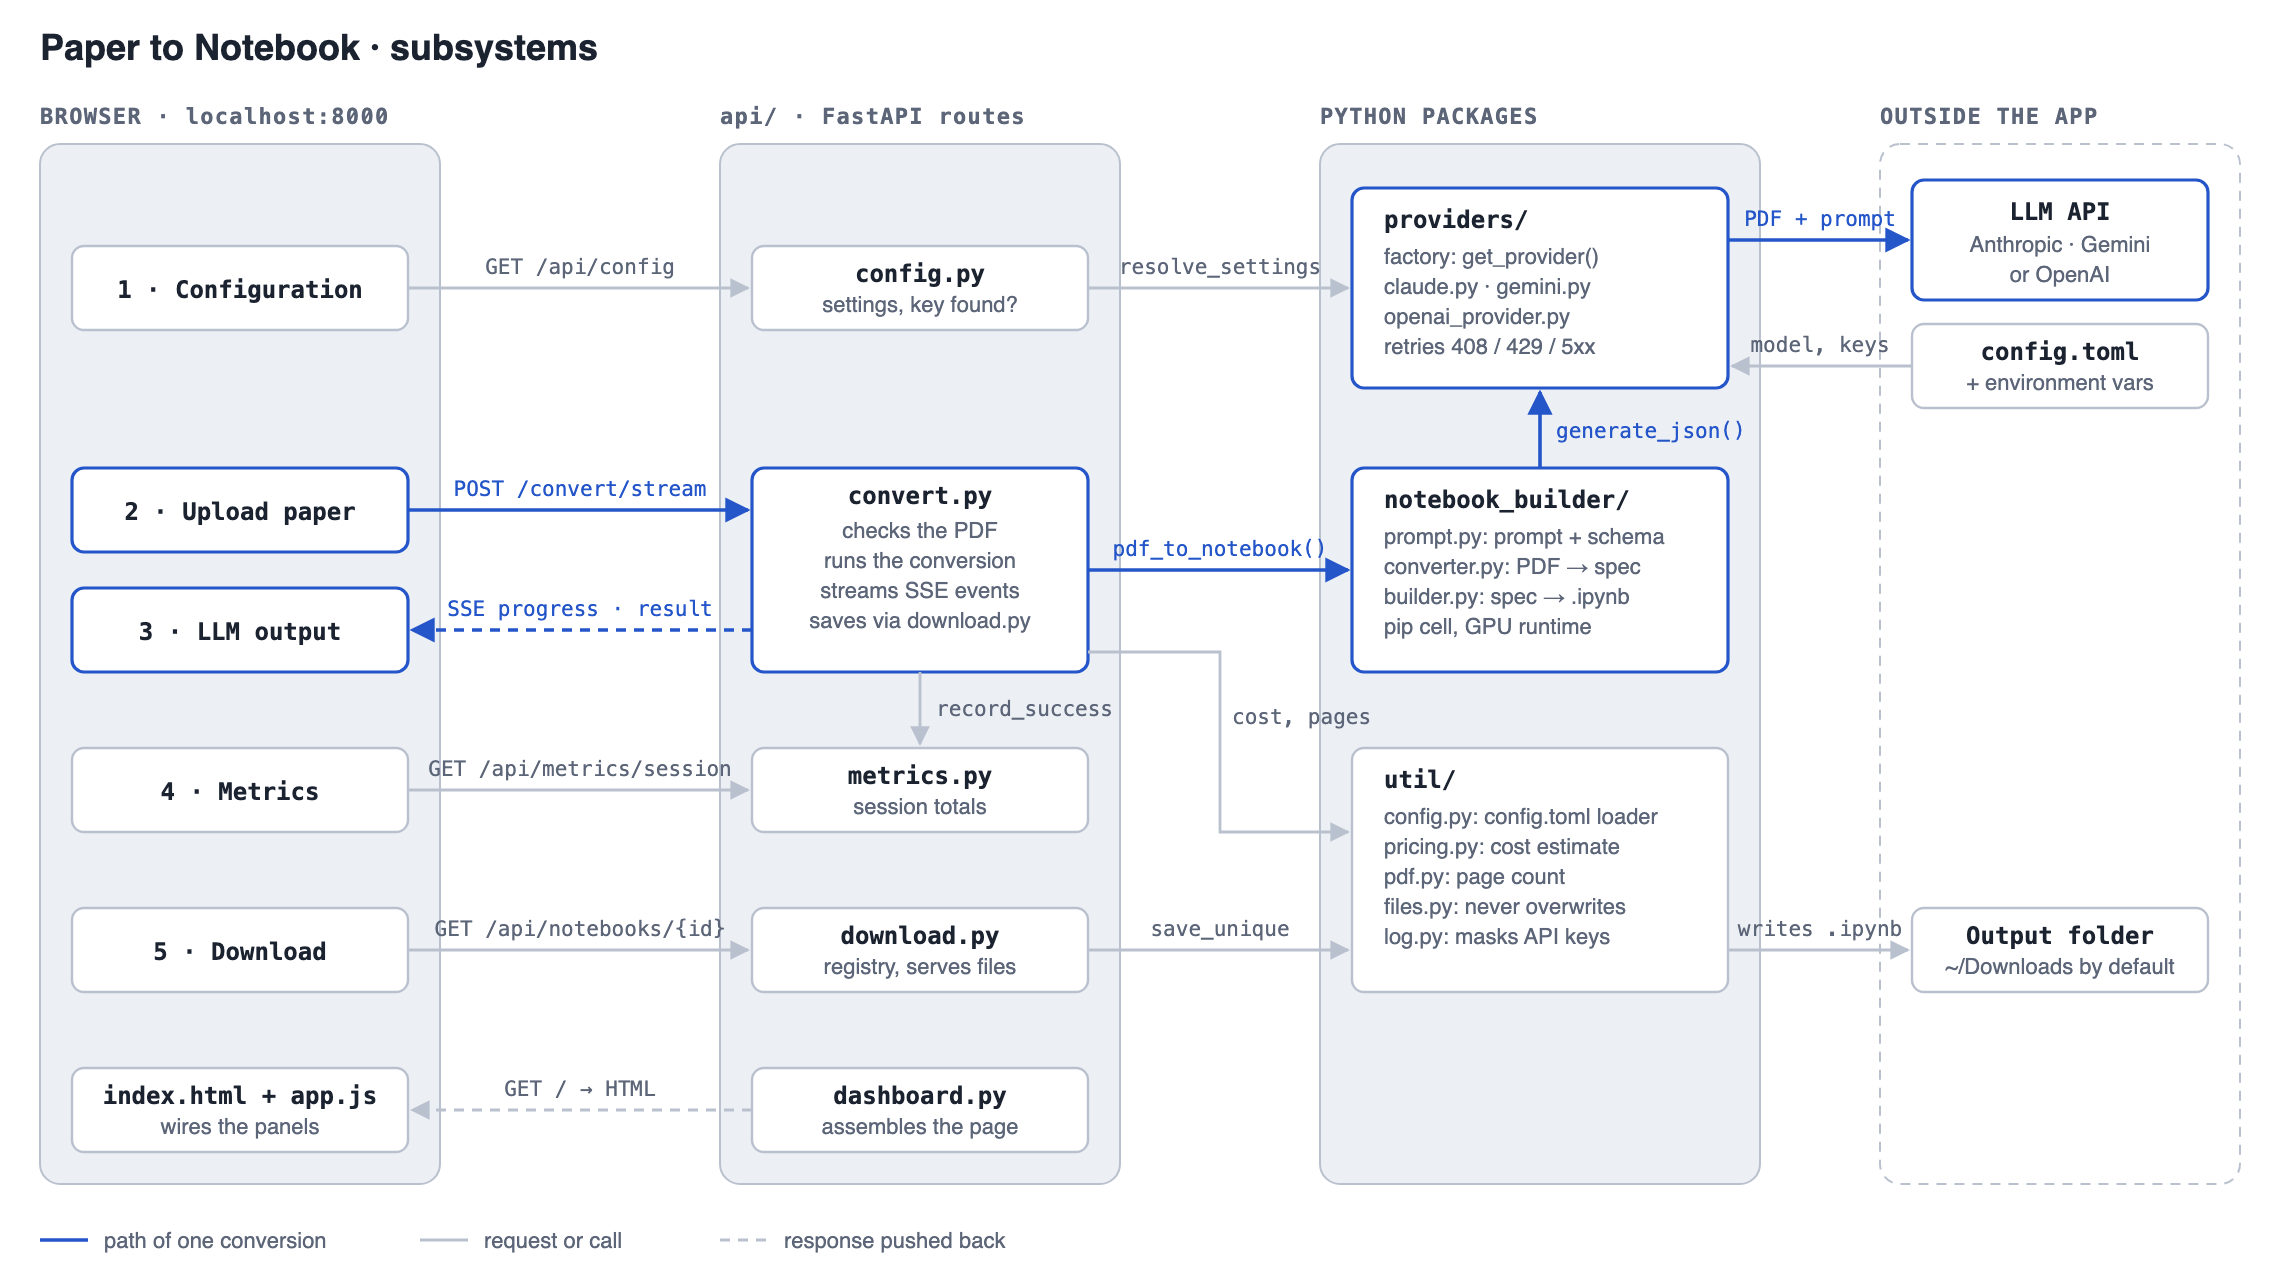 Paper to Notebook · subsystems
BROWSER · localhost:8000
api/ · FastAPI routes
PYTHON PACKAGES
OUTSIDE THE APP
1 · Configuration
GET /api/config
config.py
settings, key found?
resolve_settings
providers/
factory: get_provider()
claude.py · gemini.py
openai_provider.py
retries 408 / 429 / 5xx
PDF + prompt
LLM API
Anthropic · Gemini
or OpenAI
model, keys
config.toml
+ environment vars
generate_json()
2 · Upload paper
POST /convert/stream
convert.py
checks the PDF
runs the conversion
streams SSE events
saves via download.py
pdf_to_notebook()
notebook_builder/
prompt.py: prompt + schema
converter.py: PDF → spec
builder.py: spec → .ipynb
pip cell, GPU runtime
3 · LLM output
SSE progress · result
record_success
cost, pages
4 · Metrics
GET /api/metrics/session
metrics.py
session totals
util/
config.py: config.toml loader
pricing.py: cost estimate
pdf.py: page count
files.py: never overwrites
log.py: masks API keys
5 · Download
GET /api/notebooks/{id}
download.py
registry, serves files
save_unique
writes .ipynb
Output folder
~/Downloads by default
index.html + app.js
wires the panels
GET / → HTML
dashboard.py
assembles the page
path of one conversion
request or call
response pushed back